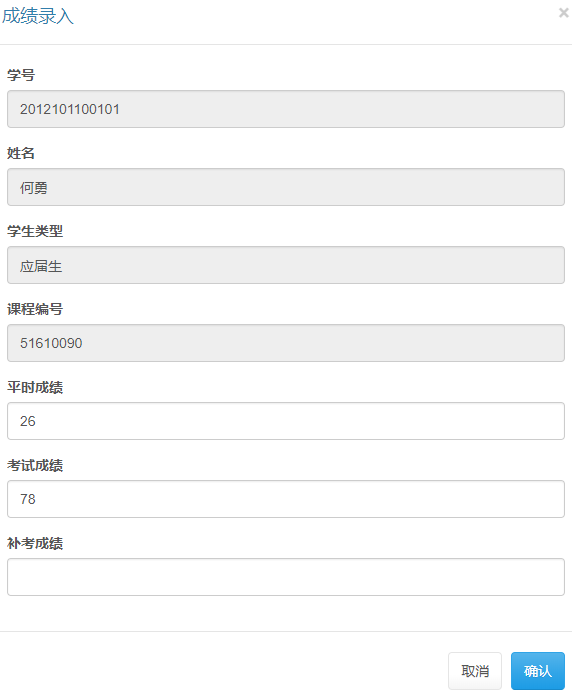 成绩录入
×
学号
2012101100101
姓名
何勇
学生类型
应届生
课程编号
51610090
平时成绩
26
考试成绩
78
补考成绩
取消 确认